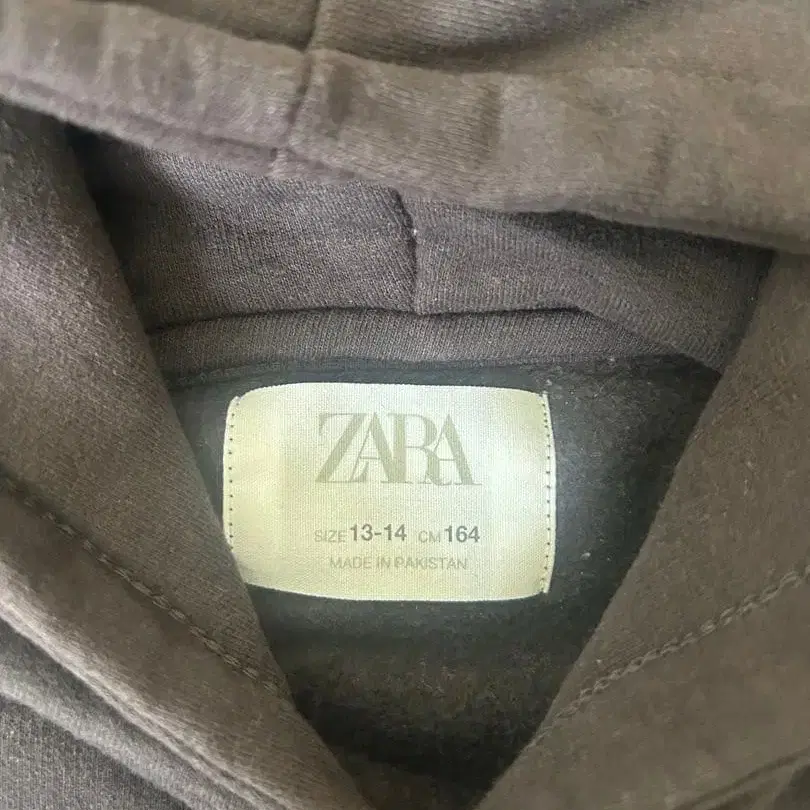 ZARA
SIZE 13-14 CM 164
MADE IN PAKISTAN